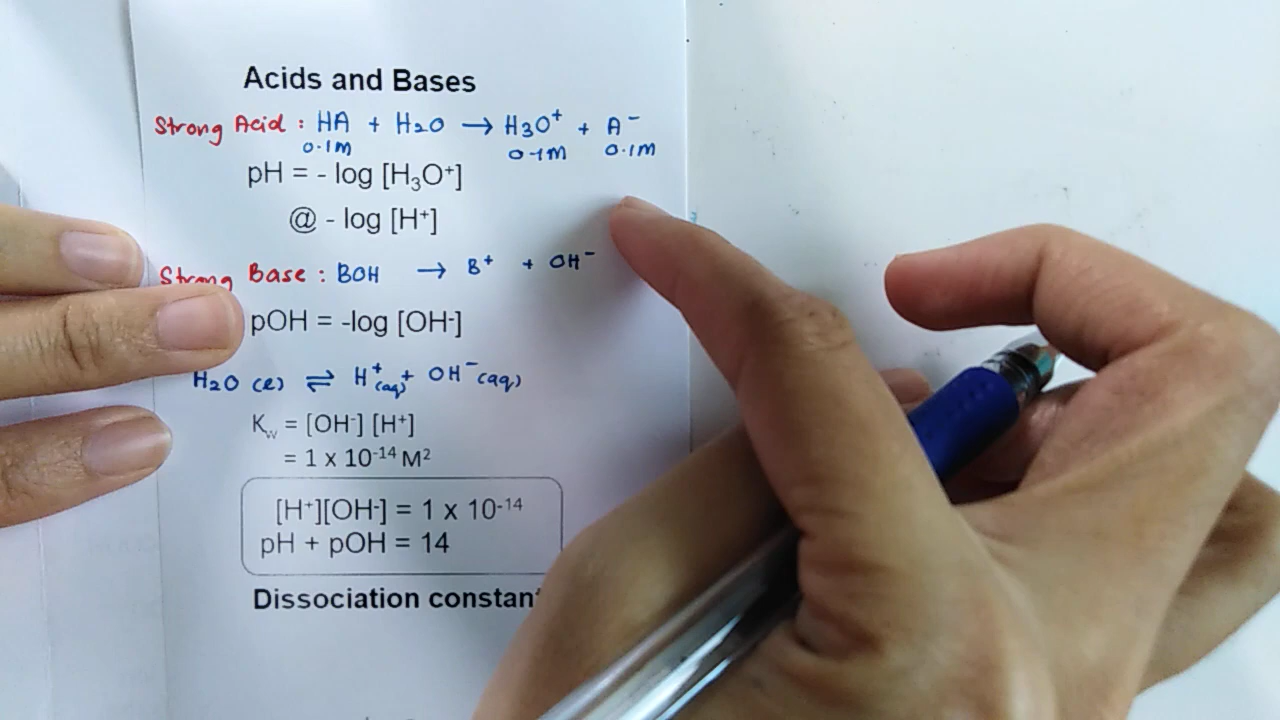 Acids and Bases
Strong Acid : HA + H₂O → H₃O⁺ + A⁻
0.1M 0.1M 0.1M
pH = - log [H₃O⁺]
@ - log [H⁺]
Strong Base : BOH → B⁺ + OH⁻
pOH = -log [OH-]
H₂O (l) ⇌ H⁺(aq) + OH⁻(aq)
K_w = [OH-] [H⁺]
= 1 x 10⁻¹⁴ M²
[H⁺][OH-] = 1 x 10⁻¹⁴
pH + pOH = 14
Dissociation constant